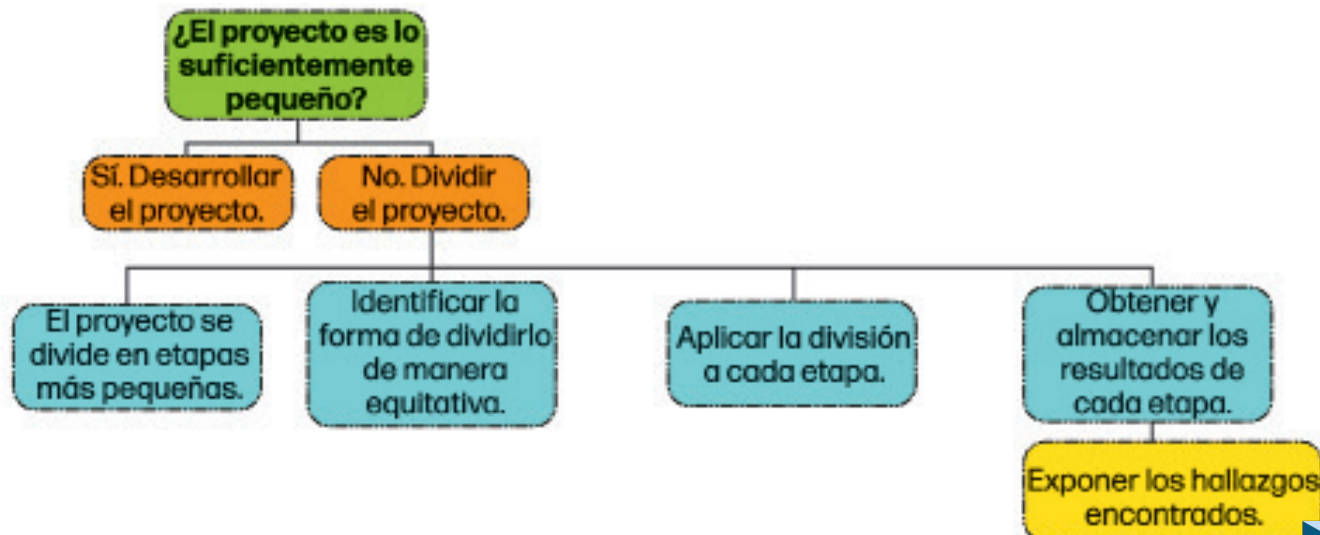 ¿El proyecto es lo
suficientemente
pequeño?
Sí. Desarrollar
el proyecto.
No. Dividir
el proyecto.
El proyecto se
divide en etapas
más pequeñas.
Identificar la
forma de dividirlo
de manera
equitativa.
Aplicar la división
a cada etapa.
Obtener y
almacenar los
resultados de
cada etapa.
Exponer los hallazgos
encontrados.